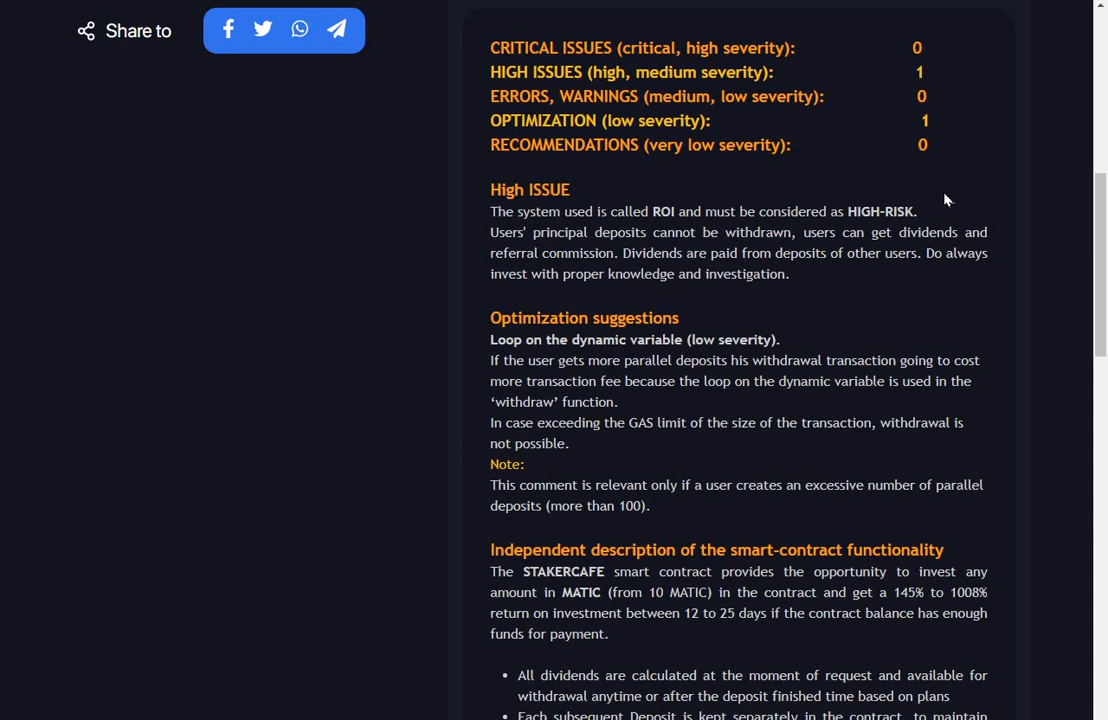 Share to
CRITICAL ISSUES (critical, high severity): 0
HIGH ISSUES (high, medium severity): 1
ERRORS, WARNINGS (medium, low severity): 0
OPTIMIZATION (low severity): 1
RECOMMENDATIONS (very low severity): 0
High ISSUE
The system used is called ROI and must be considered as HIGH-RISK.
Users' principal deposits cannot be withdrawn, users can get dividends and
referral commission. Dividends are paid from deposits of other users. Do always
invest with proper knowledge and investigation.
Optimization suggestions
Loop on the dynamic variable (low severity).
If the user gets more parallel deposits his withdrawal transaction going to cost
more transaction fee because the loop on the dynamic variable is used in the
‘withdraw’ function.
In case exceeding the GAS limit of the size of the transaction, withdrawal is
not possible.
Note:
This comment is relevant only if a user creates an excessive number of parallel
deposits (more than 100).
Independent description of the smart-contract functionality
The STAKERCAFE smart contract provides the opportunity to invest any
amount in MATIC (from 10 MATIC) in the contract and get a 145% to 1008%
return on investment between 12 to 25 days if the contract balance has enough
funds for payment.
• All dividends are calculated at the moment of request and available for
withdrawal anytime or after the deposit finished time based on plans
• Each subsequent Deposit is kept separately in the contract, to maintain